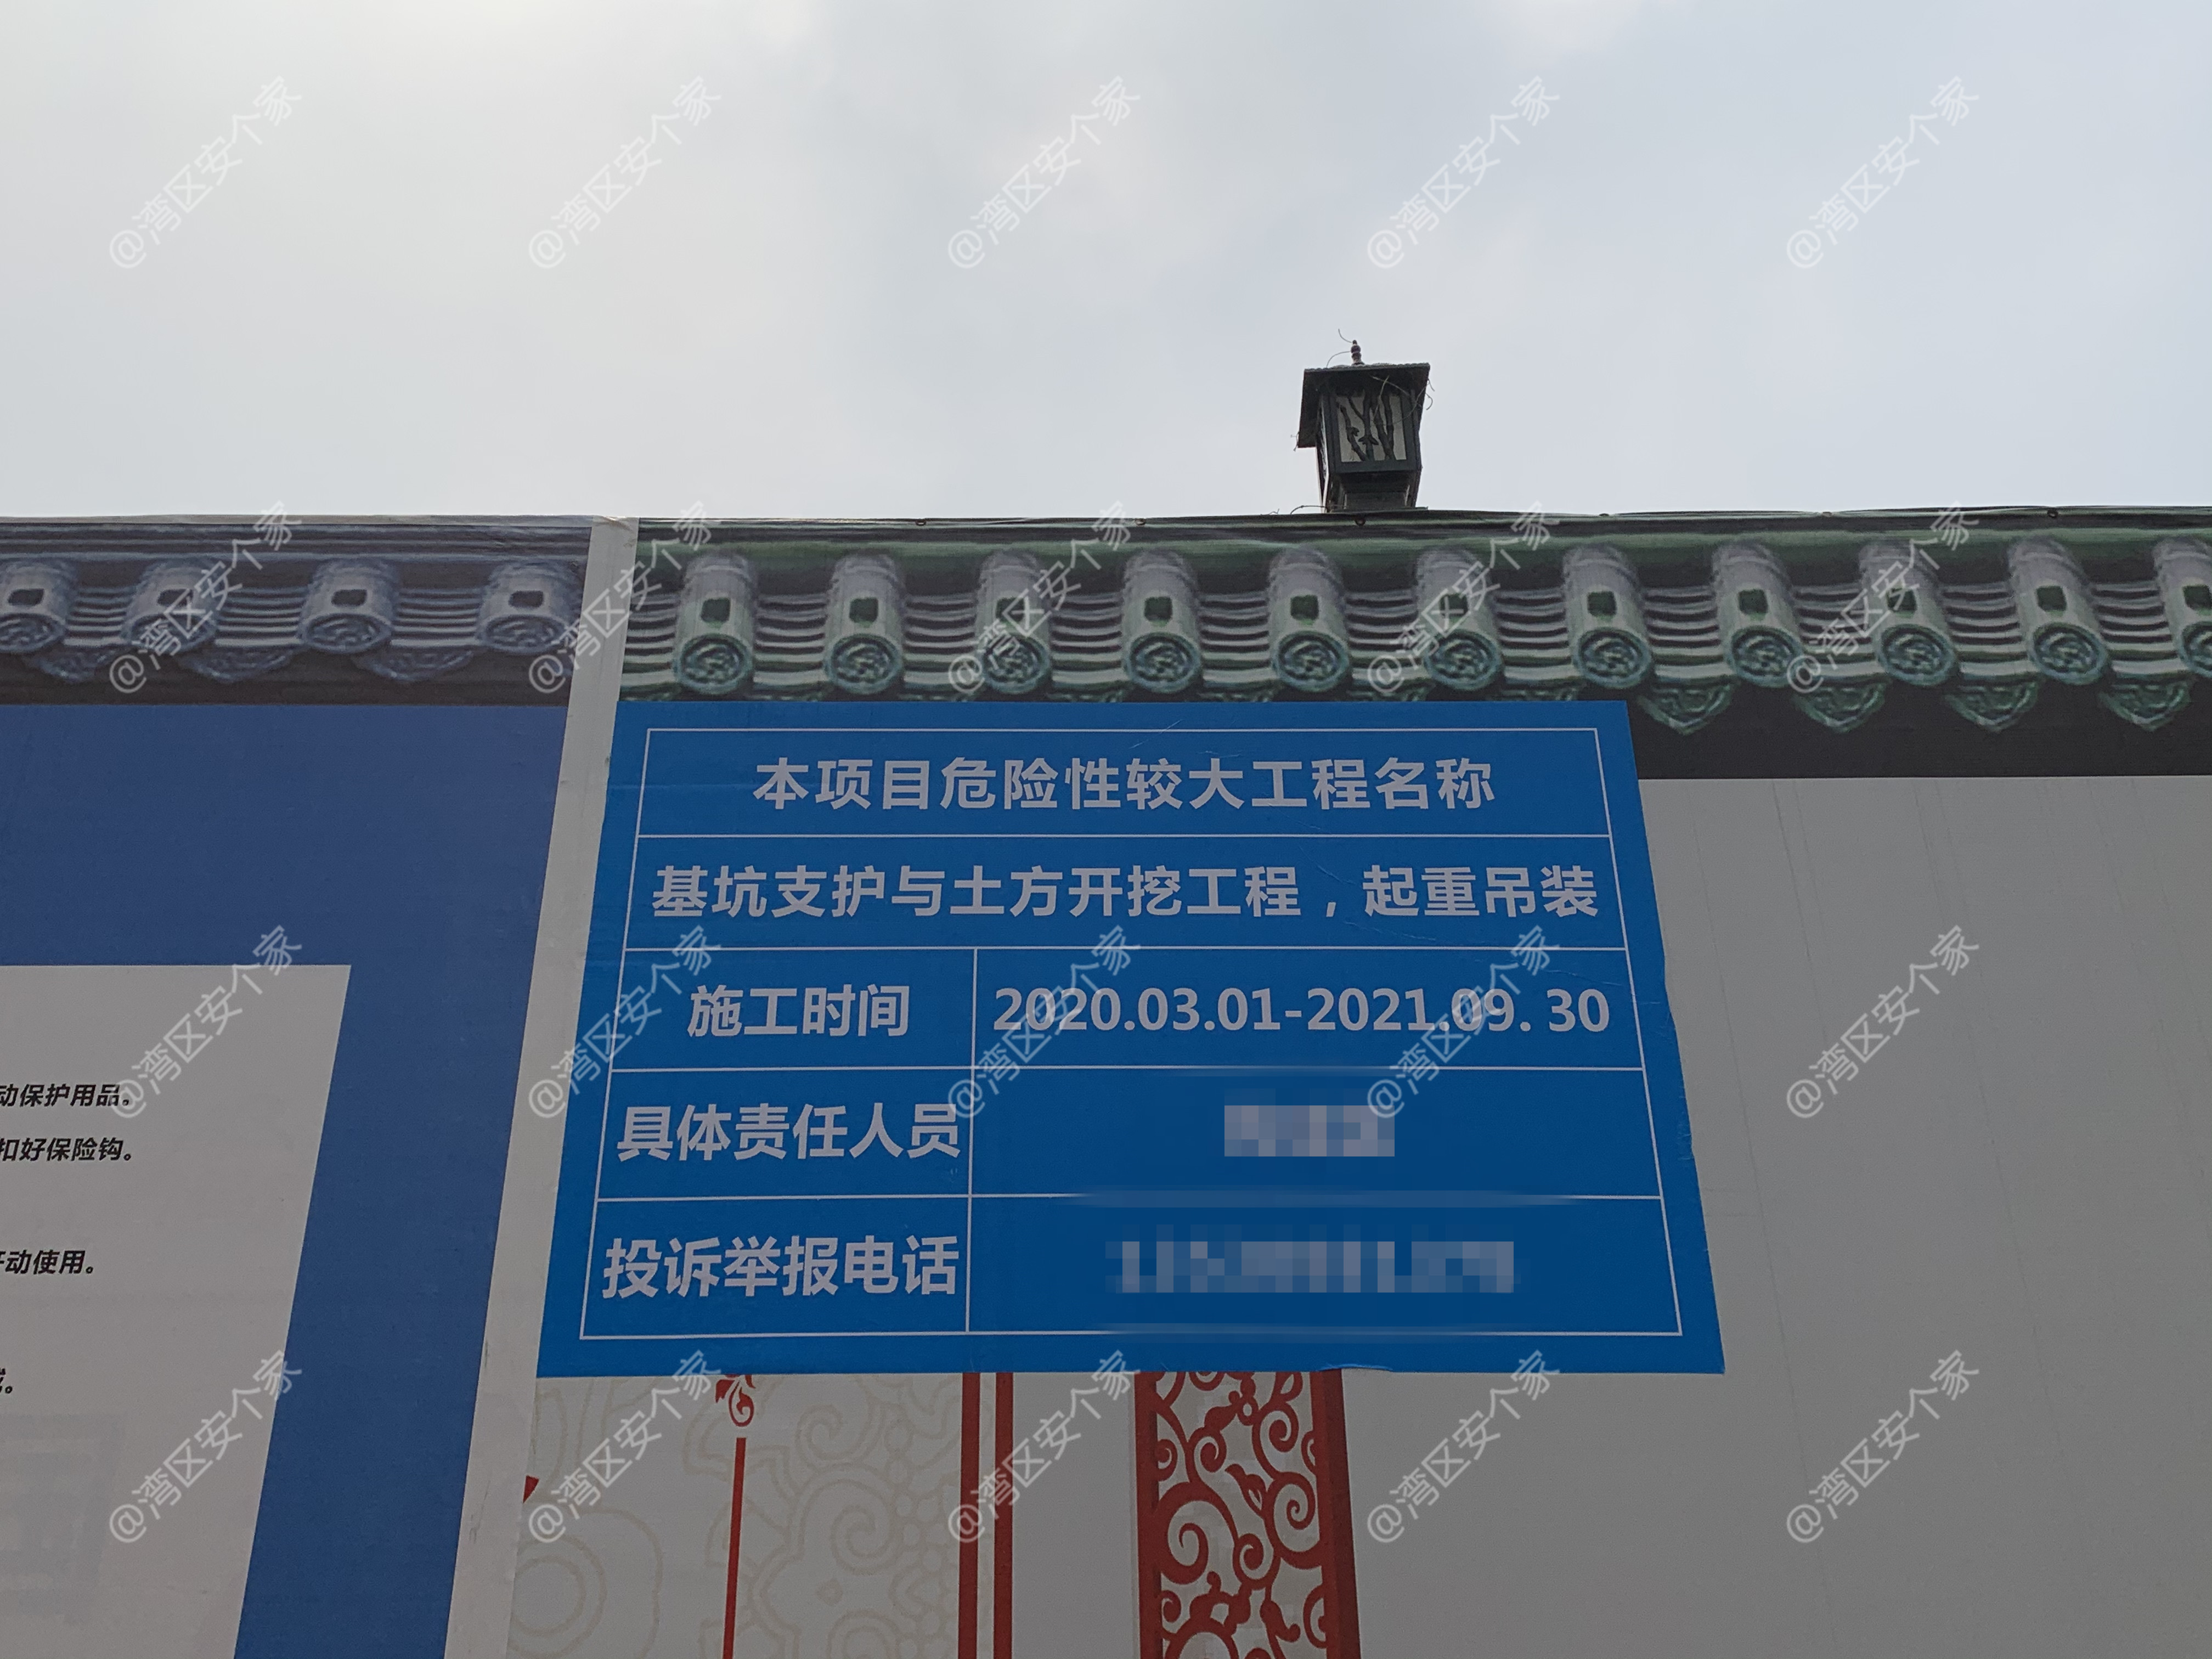 本项目危险性较大工程名称
基坑支护与土方开挖工程，起重吊装
施工时间 2020.03.01-2021.09.30
具体责任人员
投诉举报电话
动保护用品。
扣好保险钩。
动使用。
@湾区安个家